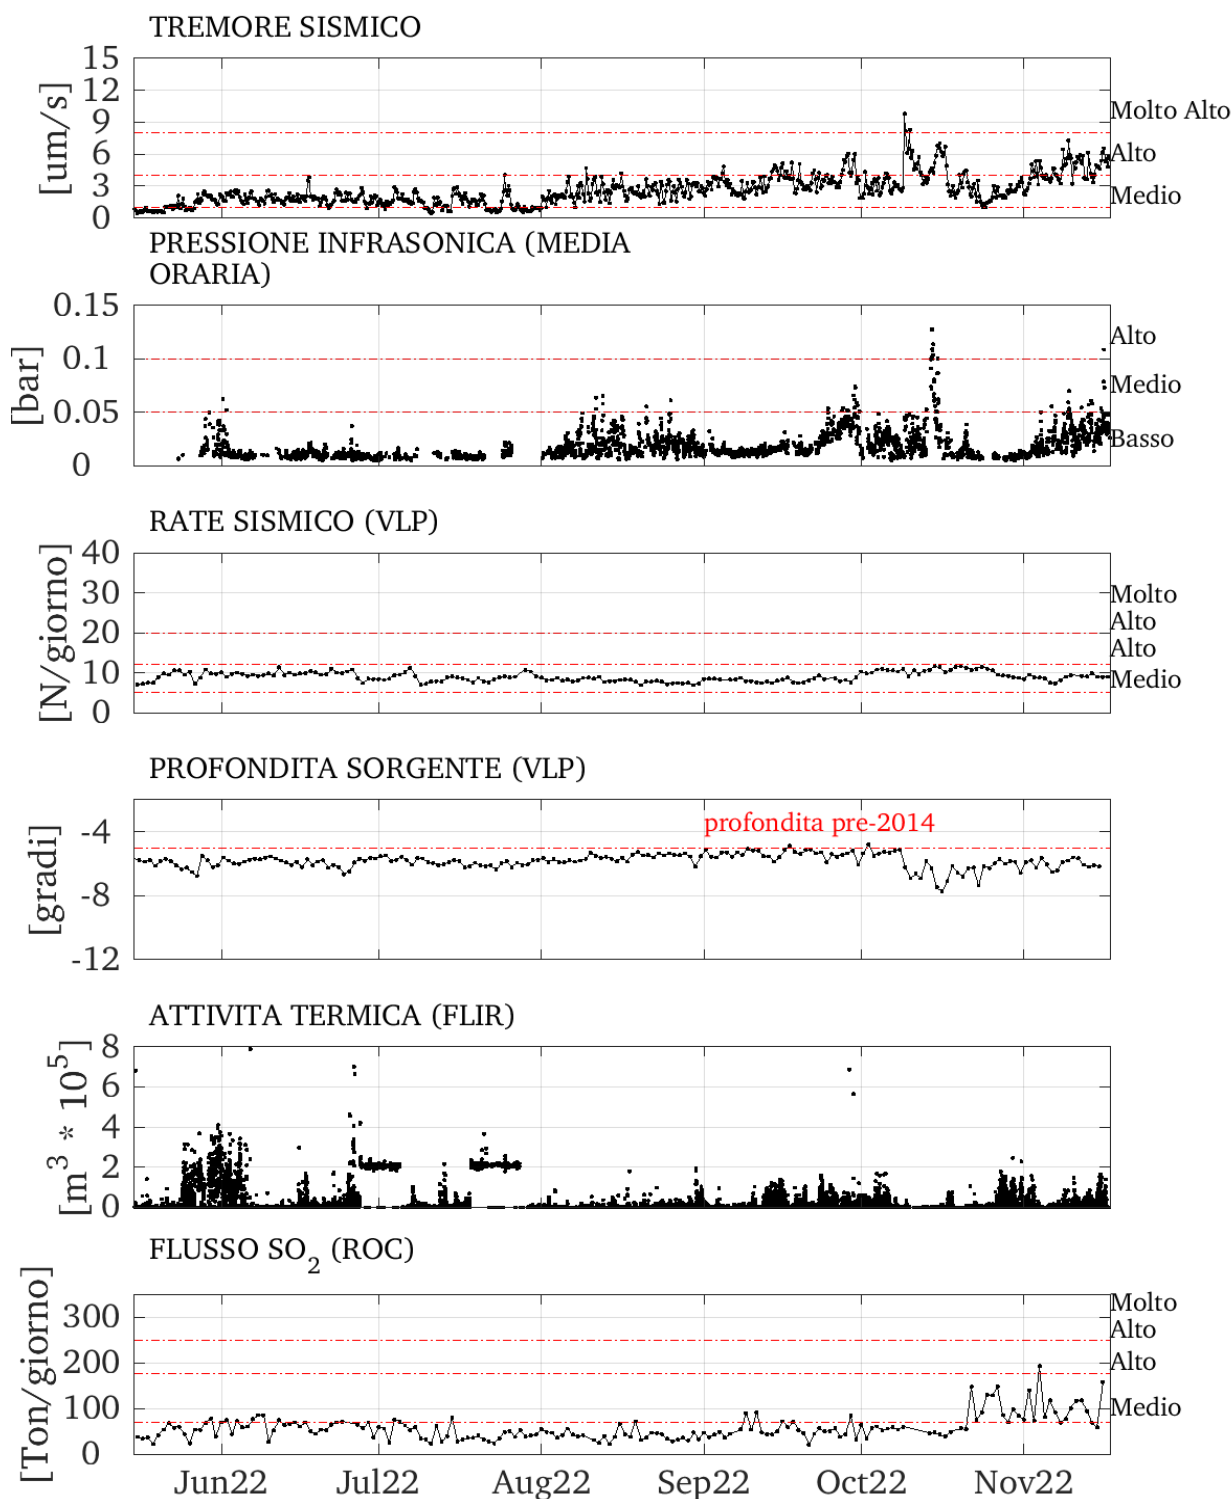 TREMORE SISMICO
15
12
9
6
3
0
[um/s]
Molto Alto
Alto
Medio
PRESSIONE INFRASONICA (MEDIA
ORARIA)
0.15
0.1
0.05
0
[bar]
Alto
Medio
Basso
RATE SISMICO (VLP)
40
30
20
10
0
[N/giorno]
Molto
Alto
Alto
Medio
PROFONDITA SORGENTE (VLP)
-4
-8
-12
[gradi]
profondita pre-2014
ATTIVITA TERMICA (FLIR)
8
6
4
2
0
[m³ * 10⁵]
FLUSSO SO₂ (ROC)
300
200
100
0
[Ton/giorno]
Molto
Alto
Alto
Medio
Jun22 Jul22 Aug22 Sep22 Oct22 Nov22